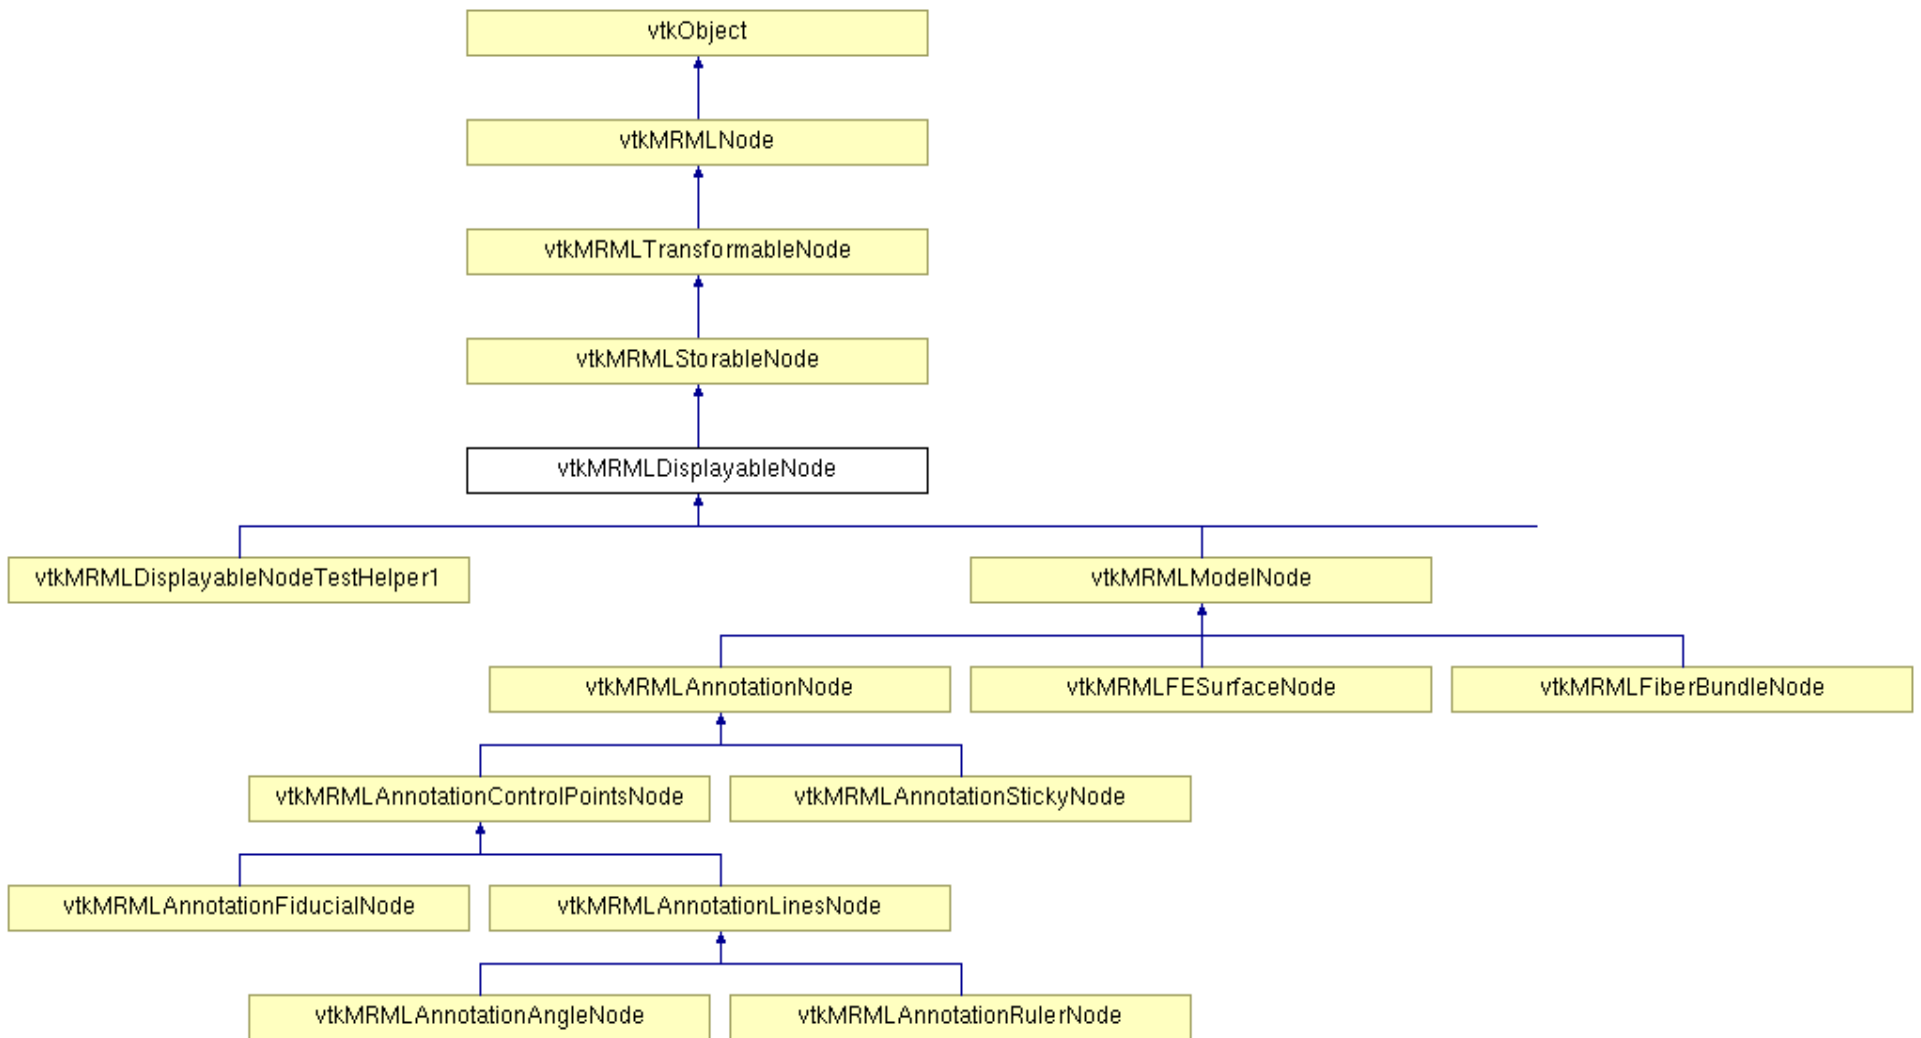 vtkObject
vtkMRMLNode
vtkMRMLTransformableNode
vtkMRMLStorableNode
vtkMRMLDisplayableNode
vtkMRMLDisplayableNodeTestHelper1
vtkMRMLModelNode
vtkMRMLAnnotationNode
vtkMRMLFESurfaceNode
vtkMRMLFiberBundleNode
vtkMRMLAnnotationControlPointsNode
vtkMRMLAnnotationStickyNode
vtkMRMLAnnotationFiducialNode
vtkMRMLAnnotationLinesNode
vtkMRMLAnnotationAngleNode
vtkMRMLAnnotationRulerNode